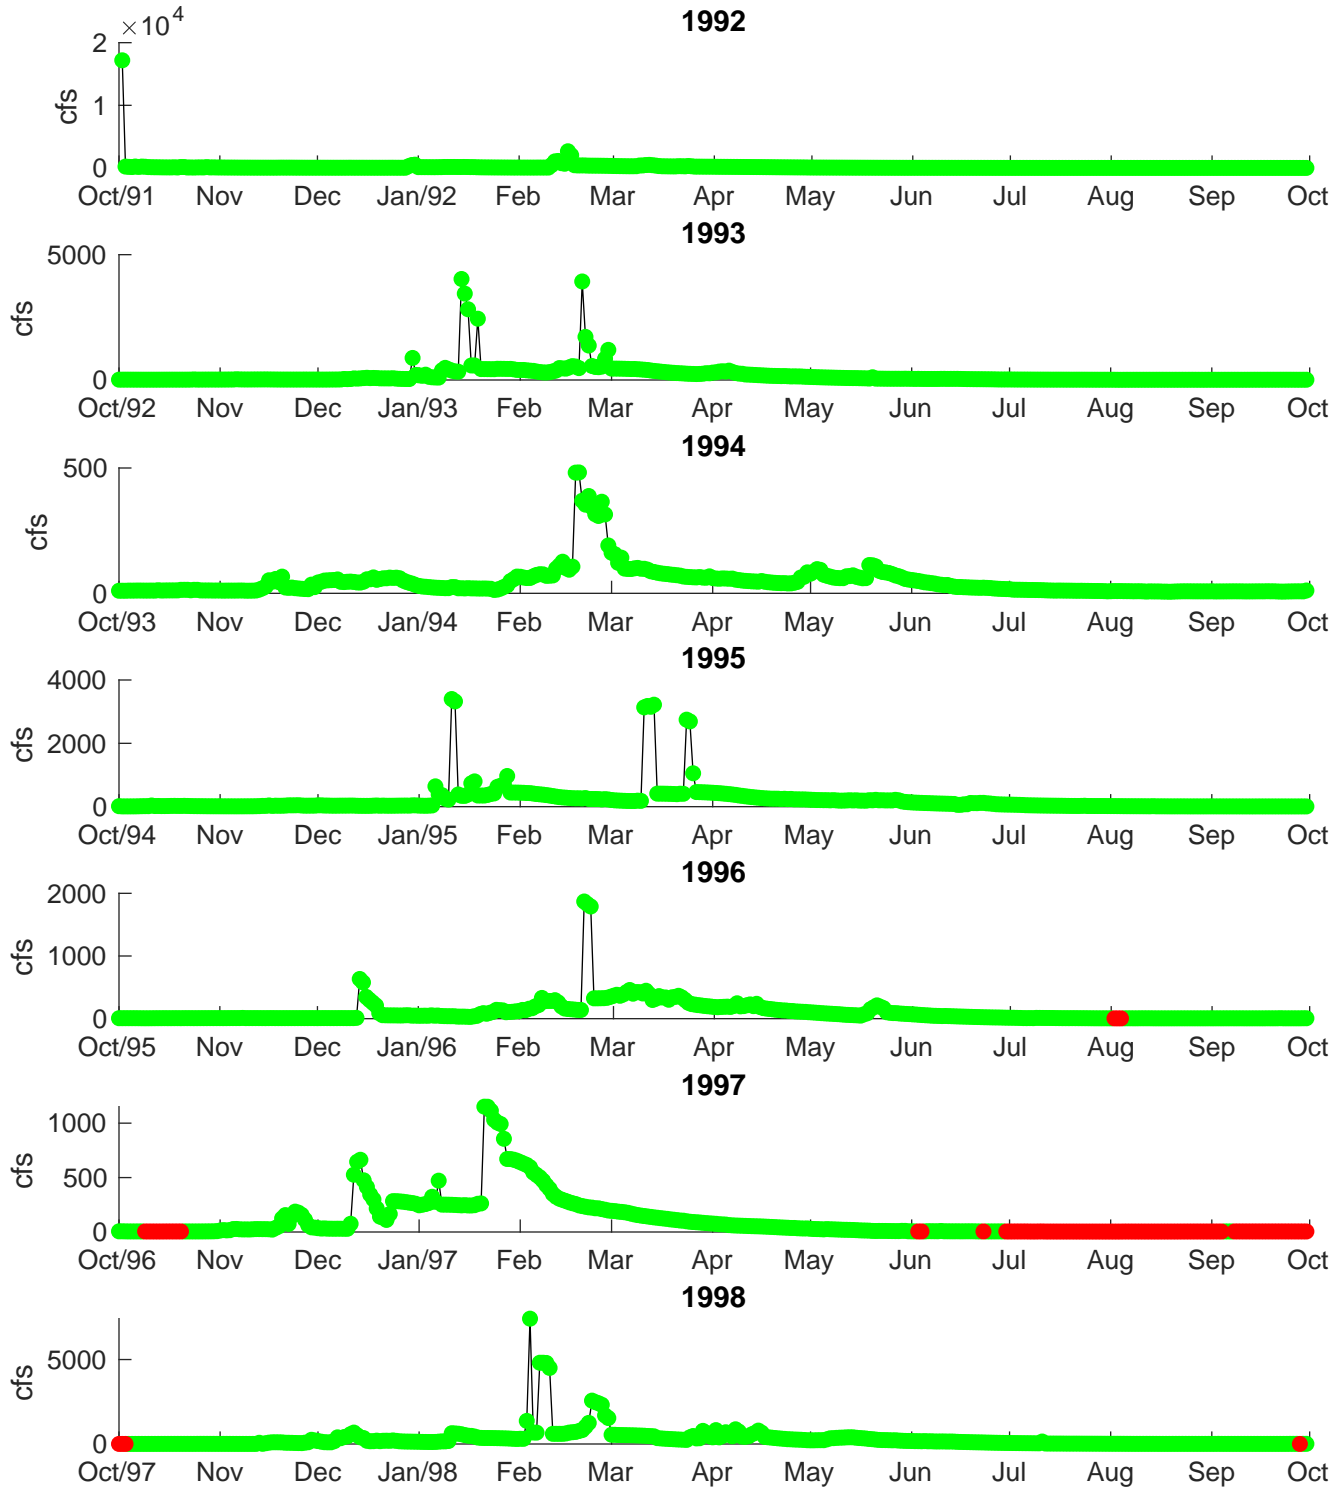 1992
×10⁴
cfs
2
1
0
Oct/91 Nov Dec Jan/92 Feb Mar Apr May Jun Jul Aug Sep Oct
1993
cfs
5000
0
Oct/92 Nov Dec Jan/93 Feb Mar Apr May Jun Jul Aug Sep Oct
1994
cfs
500
0
Oct/93 Nov Dec Jan/94 Feb Mar Apr May Jun Jul Aug Sep Oct
1995
cfs
4000
2000
0
Oct/94 Nov Dec Jan/95 Feb Mar Apr May Jun Jul Aug Sep Oct
1996
cfs
2000
1000
0
Oct/95 Nov Dec Jan/96 Feb Mar Apr May Jun Jul Aug Sep Oct
1997
cfs
1000
500
0
Oct/96 Nov Dec Jan/97 Feb Mar Apr May Jun Jul Aug Sep Oct
1998
cfs
5000
0
Oct/97 Nov Dec Jan/98 Feb Mar Apr May Jun Jul Aug Sep Oct